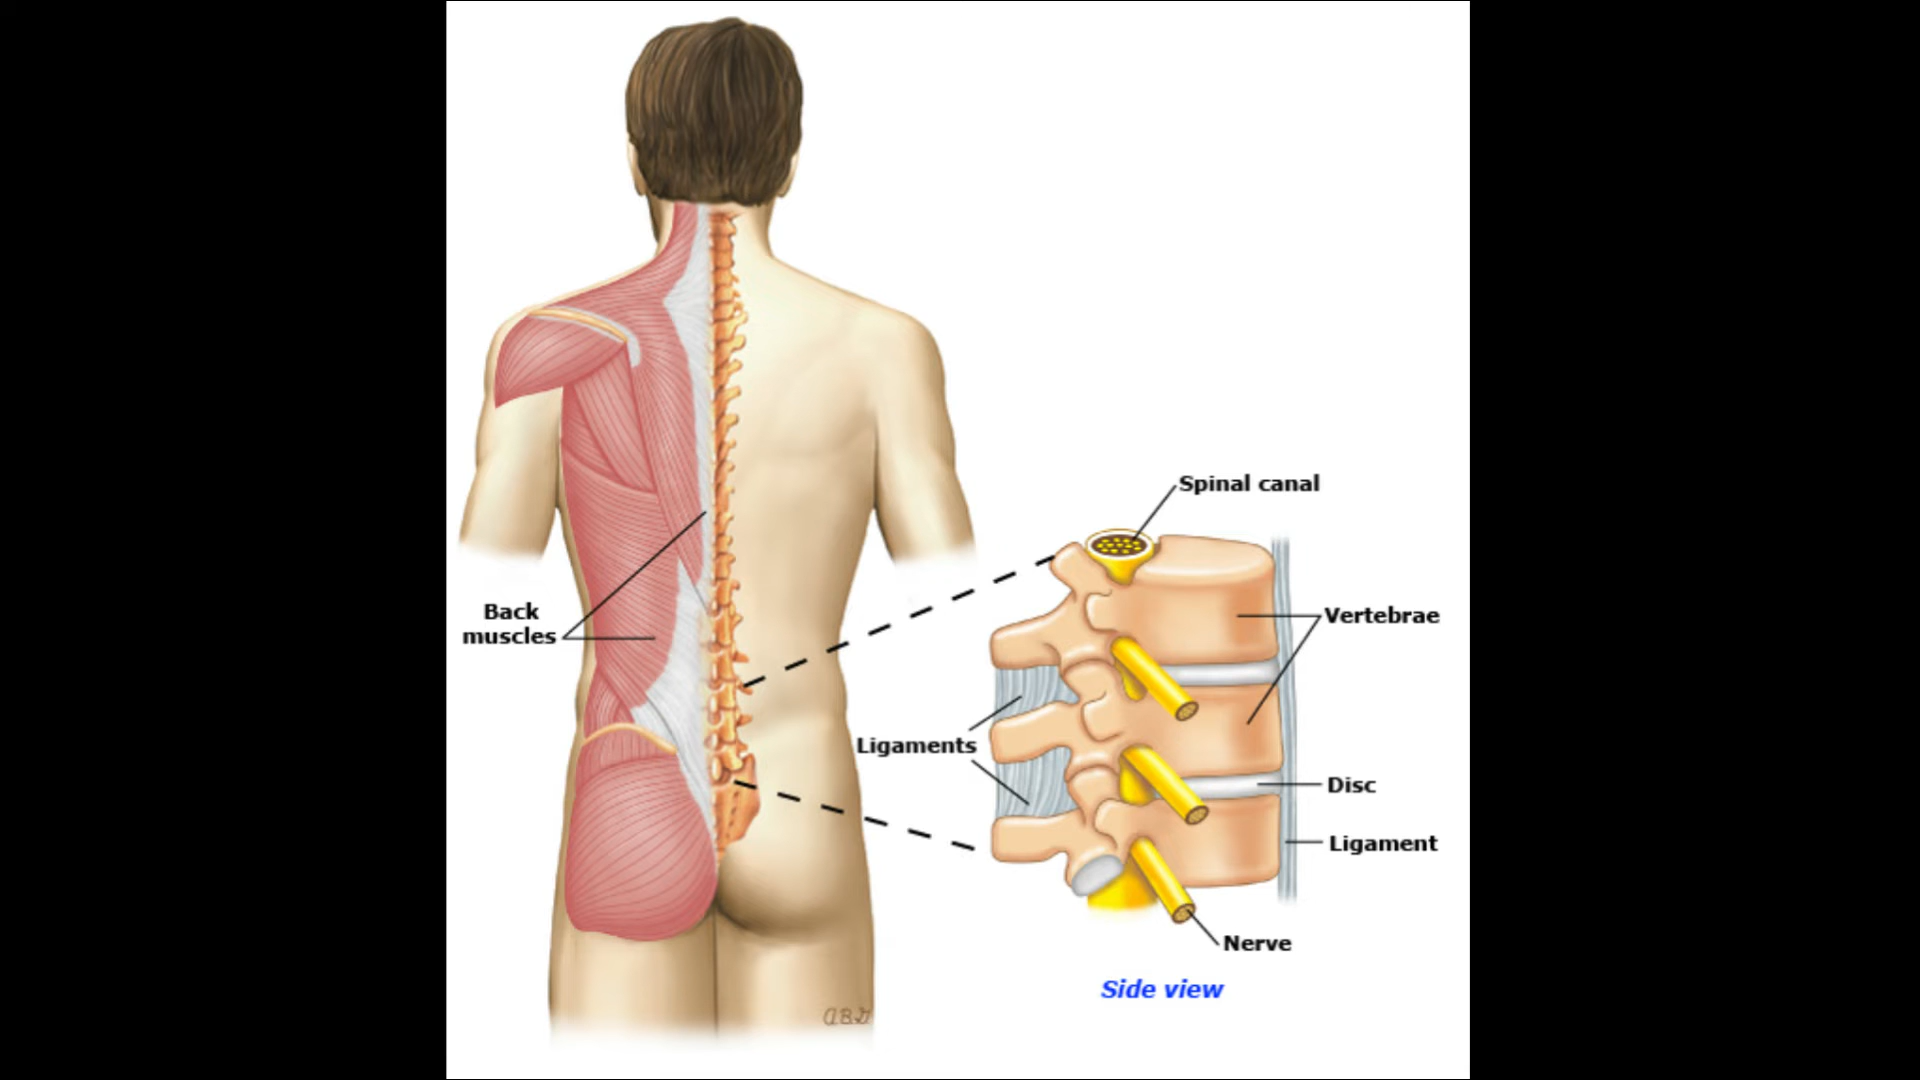 Spinal canal
Back
muscles
Vertebrae
Ligaments
Disc
Ligament
Nerve
Side view